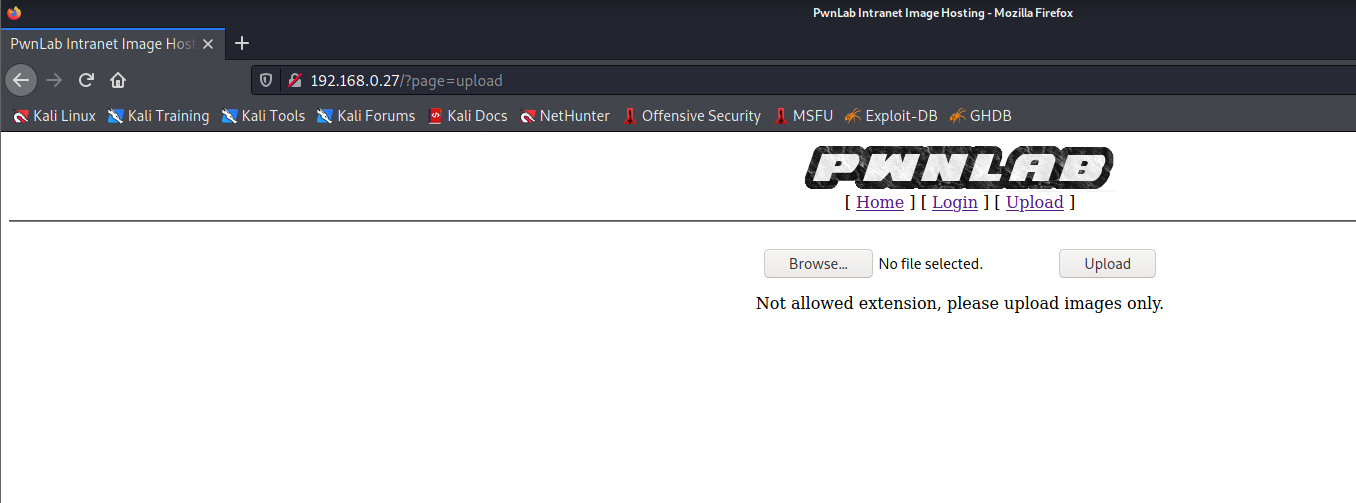 PwnLab Intranet Image Hosting - Mozilla Firefox
PwnLab Intranet Image Host
192.168.0.27/?page=upload
Kali Linux Kali Training Kali Tools Kali Forums Kali Docs NetHunter Offensive Security MSFU Exploit-DB GHDB
PWNLAB
[ Home ] [ Login ] [ Upload ]
Browse... No file selected. Upload
Not allowed extension, please upload images only.